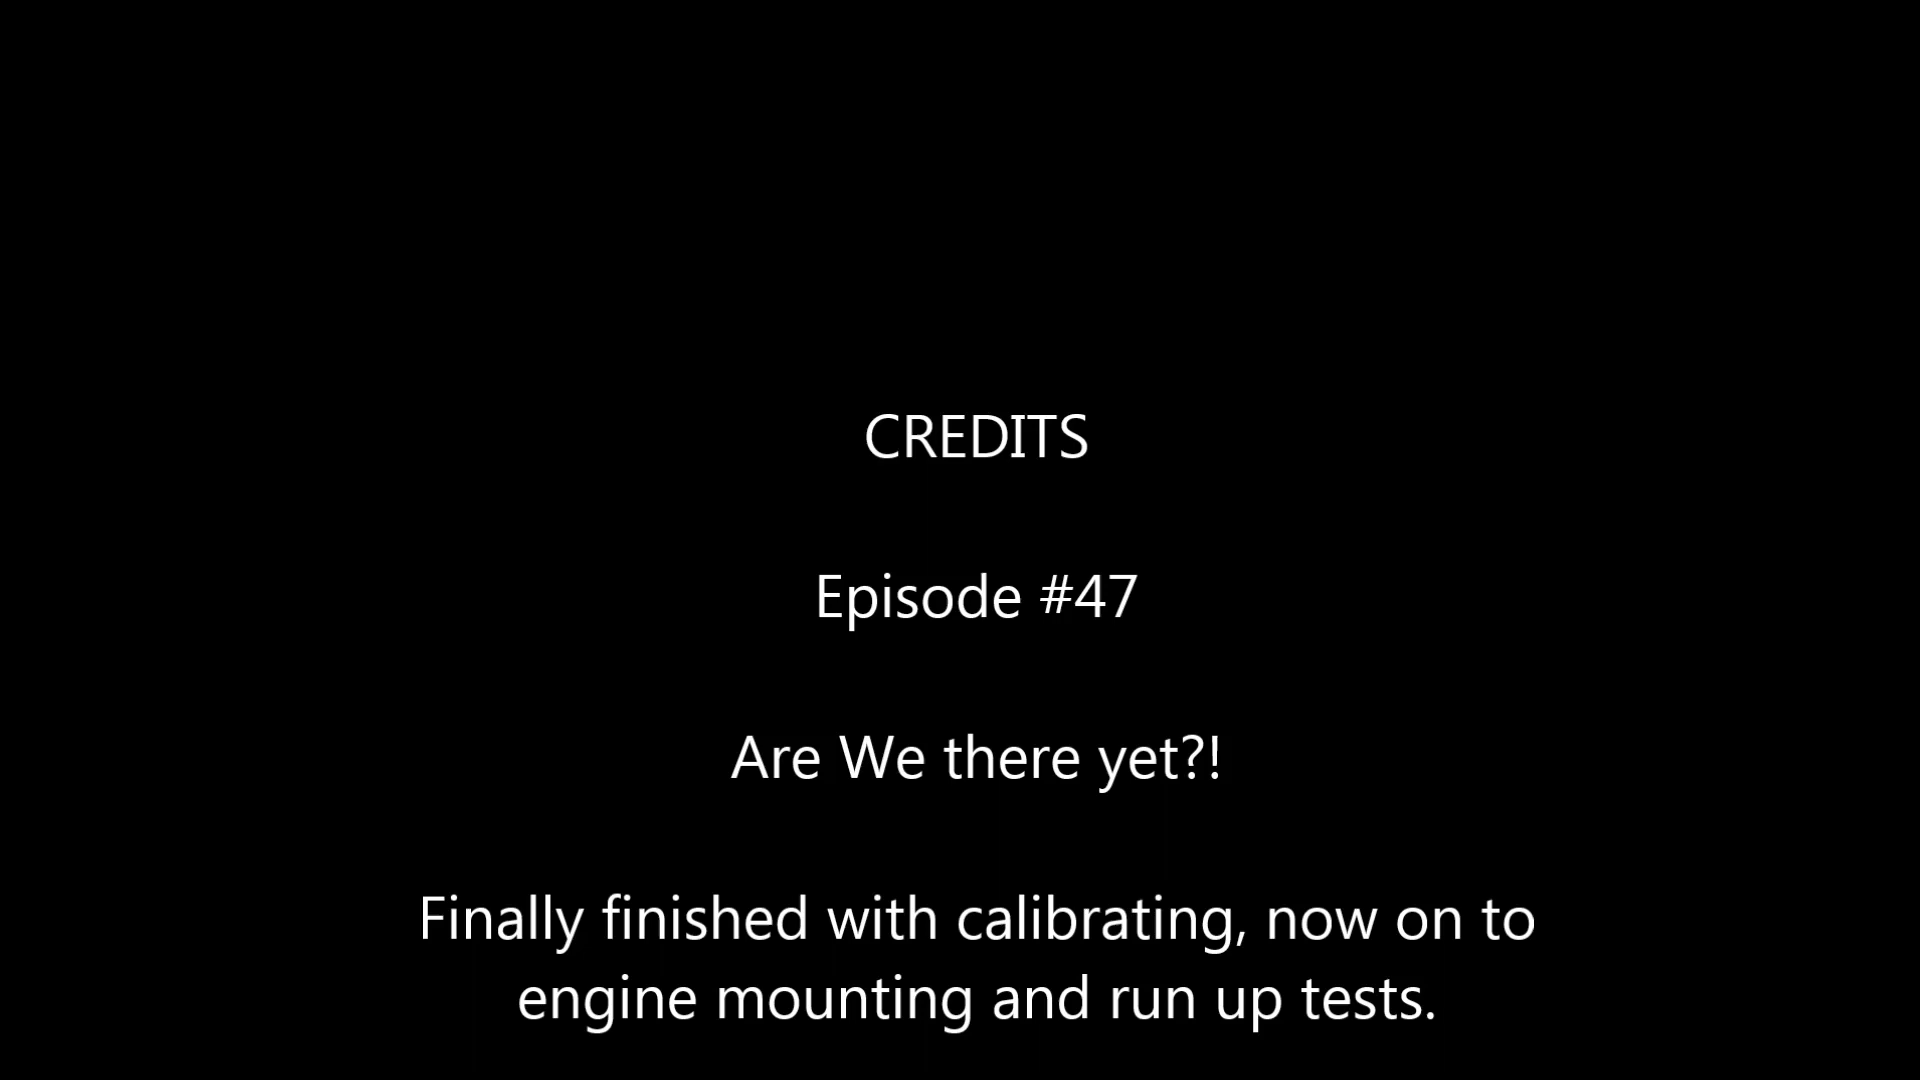 CREDITS
Episode #47
Are We there yet?!
Finally finished with calibrating, now on to
engine mounting and run up tests.